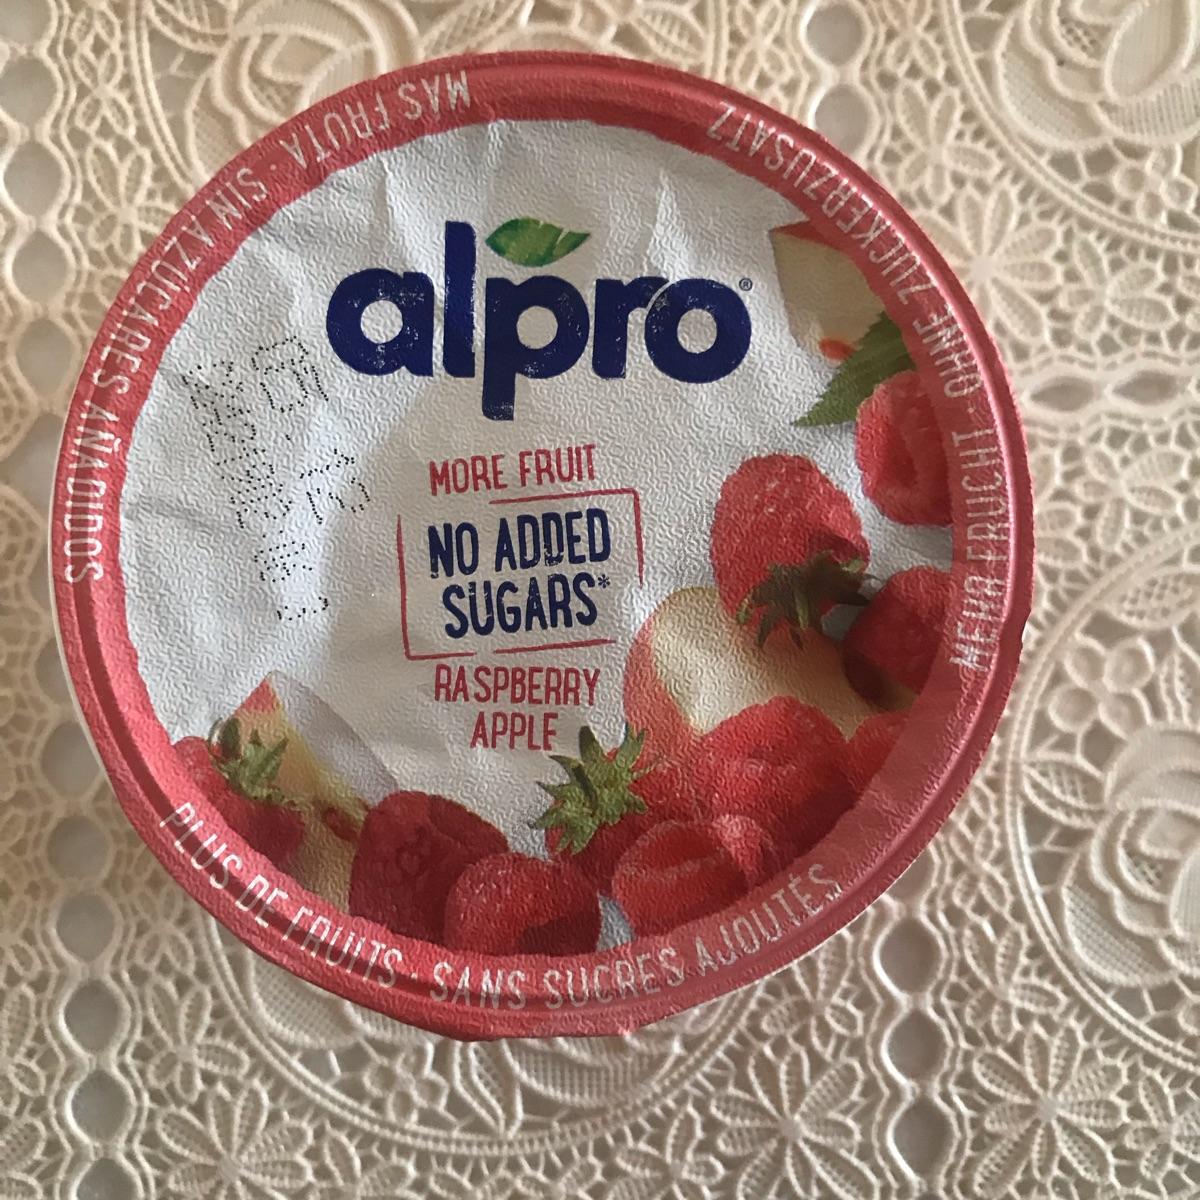 alpro®
MORE FRUIT
NO ADDED
SUGARS*
RASPBERRY
APPLE
MÁS FRUTA · SIN AZÚCARES AÑADIDOS
MEHR FRUCHT · OHNE ZUCKERZUSATZ
PLUS DE FRUITS · SANS SUCRES AJOUTÉS